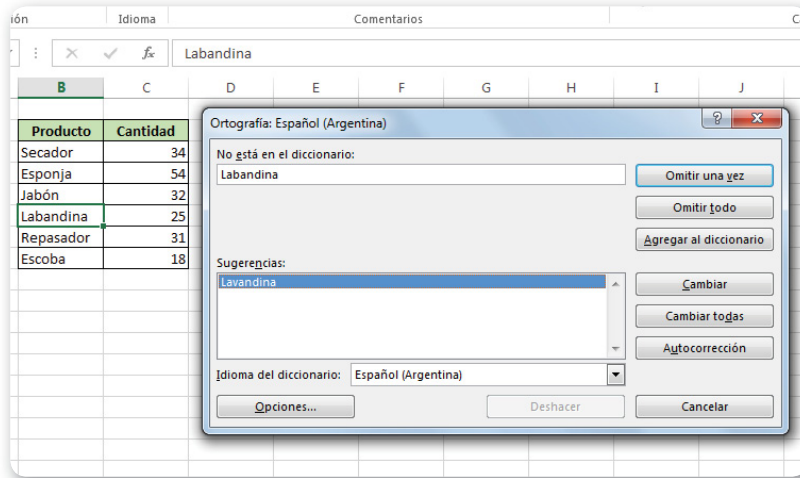 ión Idioma Comentarios C
fx Labandina
B C D E F G H I J
Producto Cantidad
Secador 34
Esponja 54
Jabón 32
Labandina 25
Repasador 31
Escoba 18
Ortografía: Español (Argentina)
No está en el diccionario:
Labandina
Omitir una vez
Omitir todo
Agregar al diccionario
Sugerencias:
Lavandina
Cambiar
Cambiar todas
Autocorrección
Idioma del diccionario: Español (Argentina)
Opciones... Deshacer Cancelar